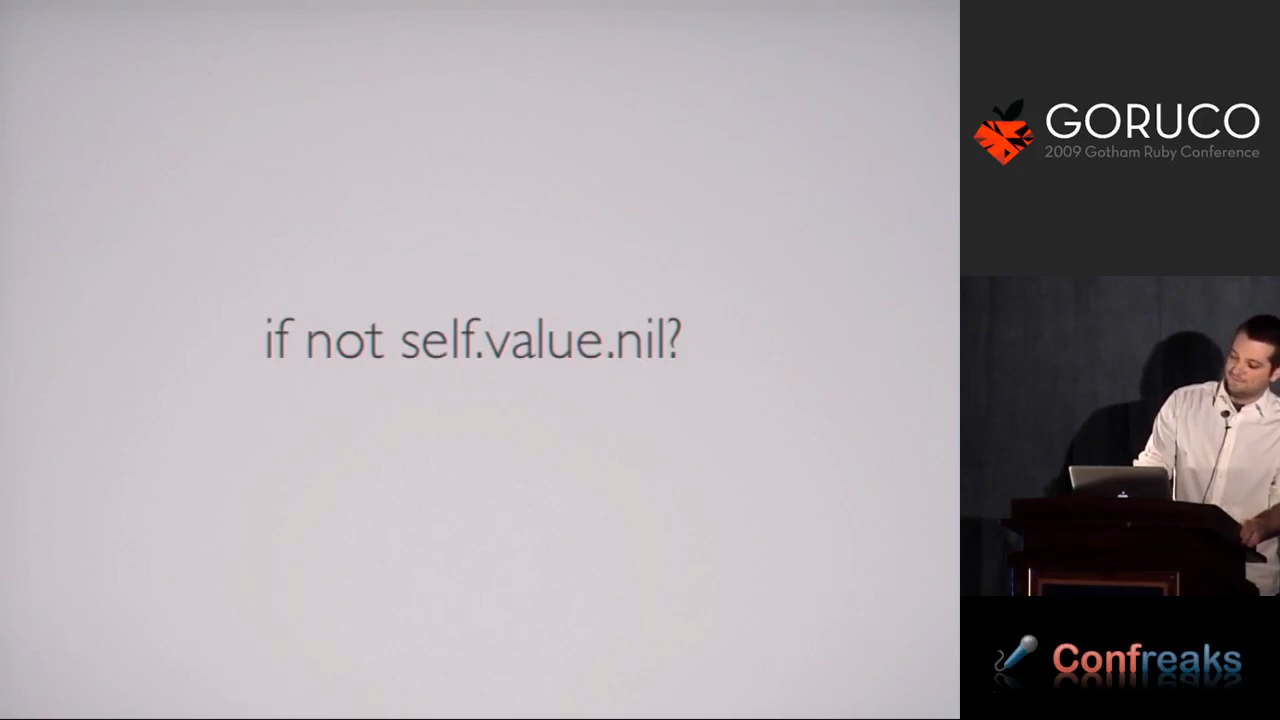 if not self.value.nil?
GORUCO
2009 Gotham Ruby Conference
Confreaks